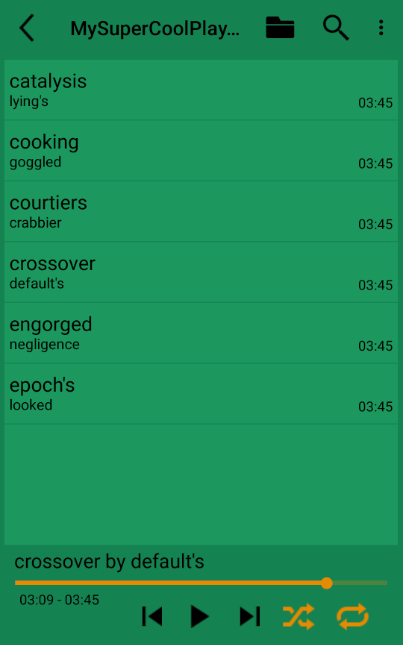 MySuperCoolPlay...
catalysis
lying's
03:45
cooking
goggled
03:45
courtiers
crabbier
03:45
crossover
default's
03:45
engorged
negligence
03:45
epoch's
looked
03:45
crossover by default's
03:09 - 03:45